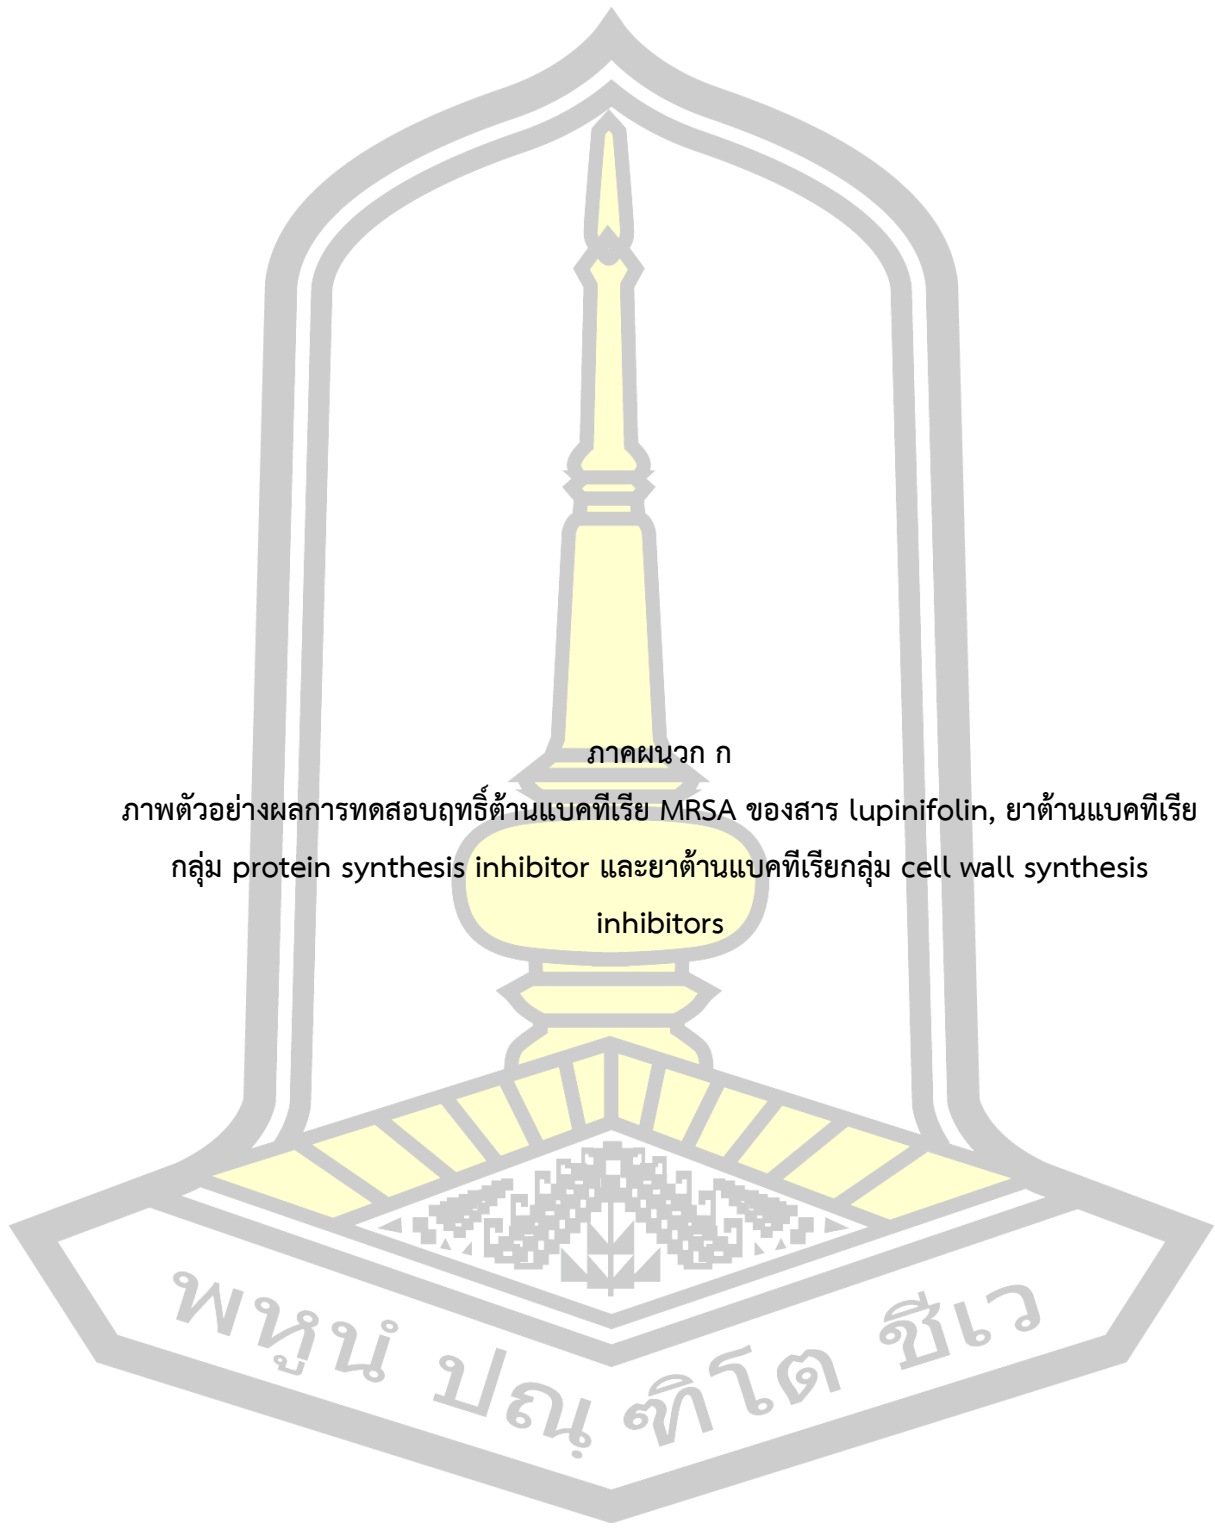 ภาคผนวก ก
ภาพตัวอย่างผลการทดสอบฤทธิ์ต้านแบคทีเรีย MRSA ของสาร lupinifolin, ยาต้านแบคทีเรีย
กลุ่ม protein synthesis inhibitor และยาต้านแบคทีเรียกลุ่ม cell wall synthesis
inhibitors
พหูนํ ปณฺ ฑิโต ชีเว